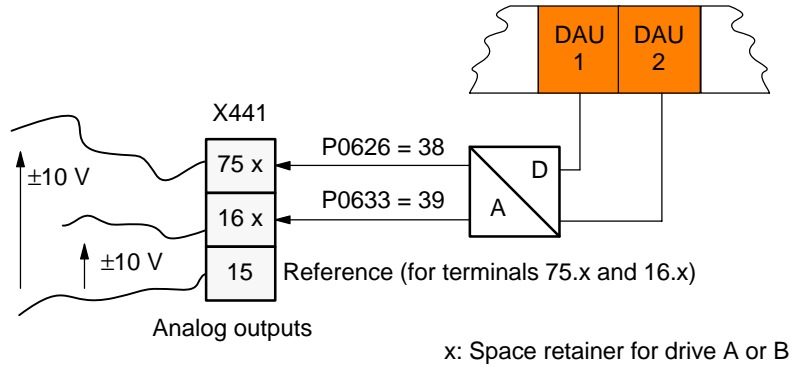 DAU 1
DAU 2
X441
75 x
P0626 = 38
D
±10 V
16 x
P0633 = 39
A
±10 V
15
Reference (for terminals 75.x and 16.x)
Analog outputs
x: Space retainer for drive A or B